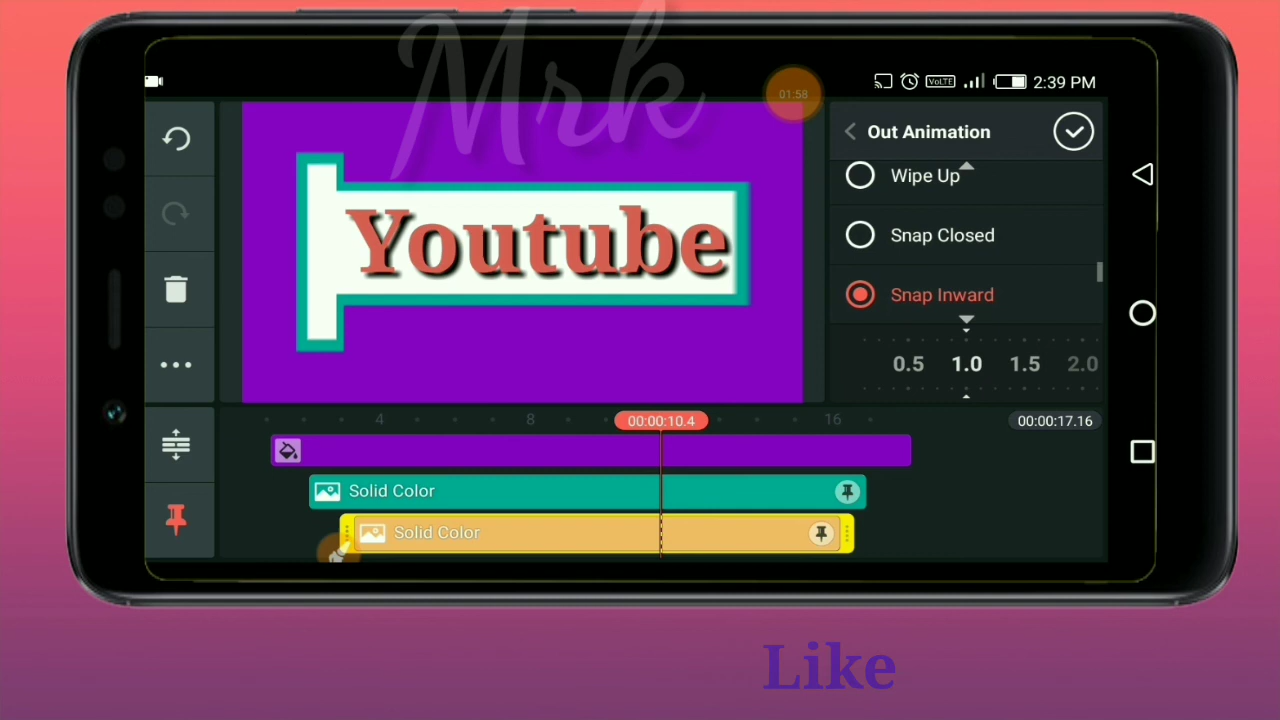 Mrk
VoLTE 2:39 PM
01:58
Out Animation
Wipe Up
Snap Closed
Snap Inward
0.5 1.0 1.5 2.0
Youtube
4 8 16
00:00:10.4
00:00:17.16
Solid Color
Solid Color
Like